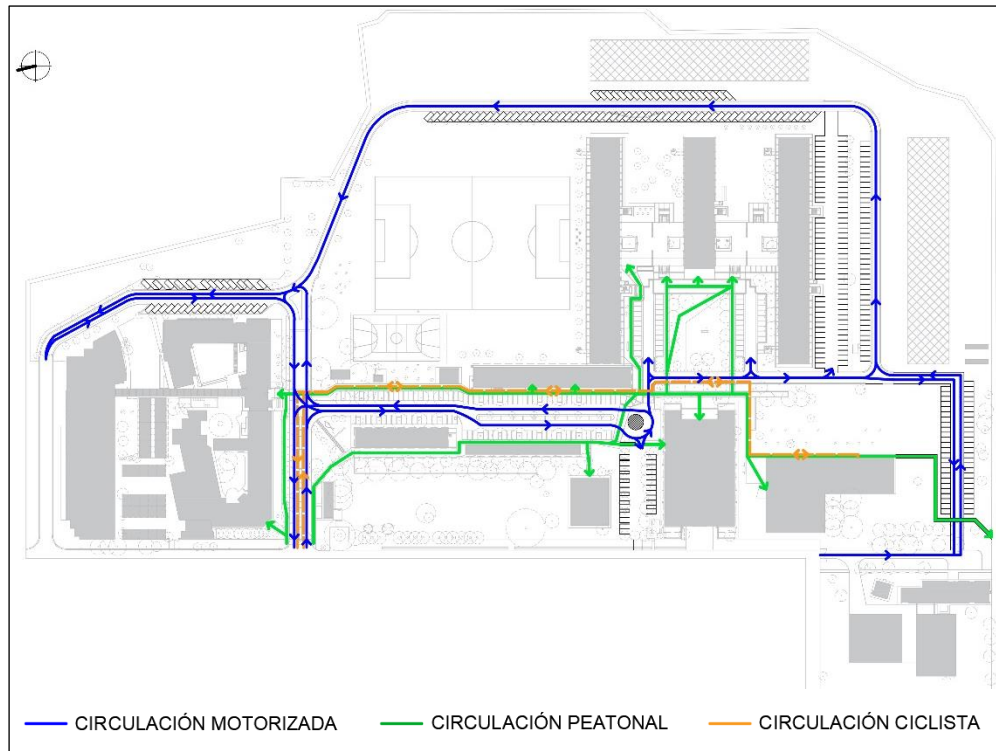 CIRCULACIÓN MOTORIZADA
CIRCULACIÓN PEATONAL
CIRCULACIÓN CICLISTA